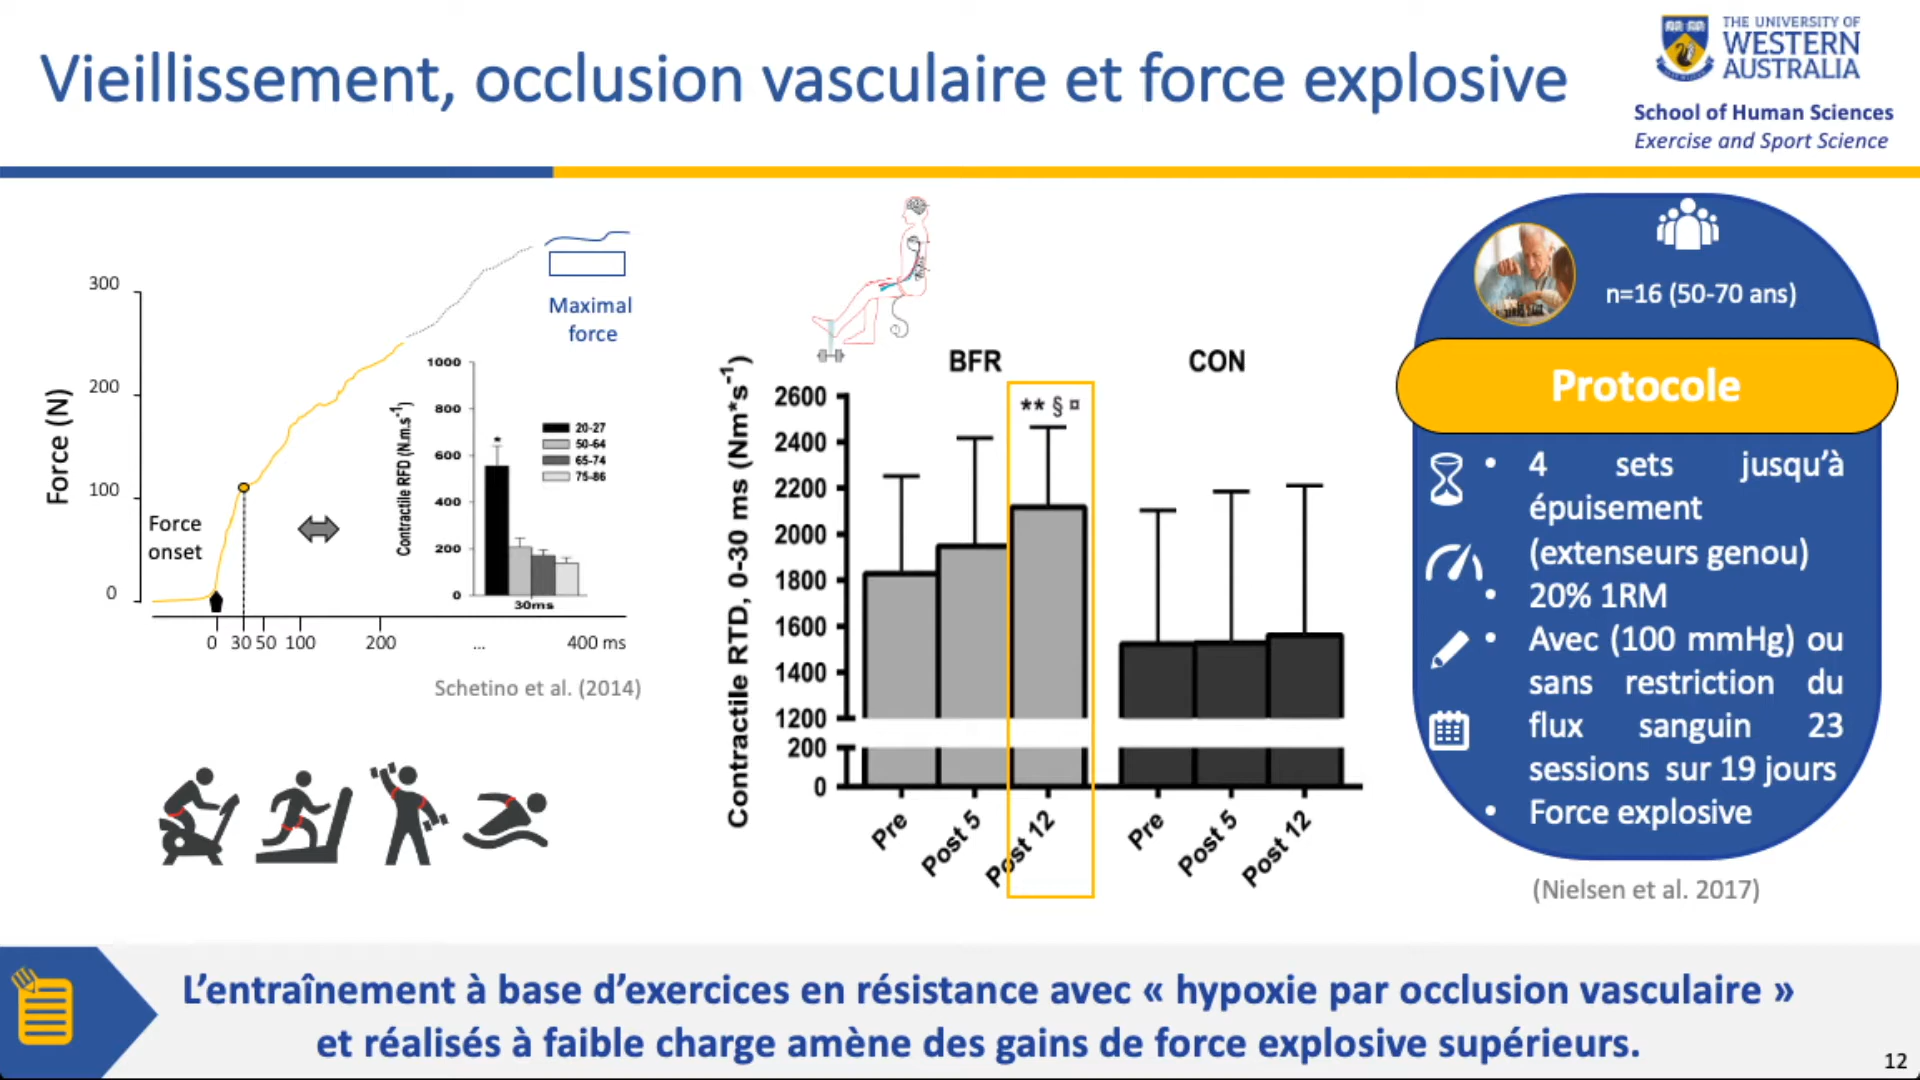 Vieillissement, occlusion vasculaire et force explosive
THE UNIVERSITY OF
WESTERN
AUSTRALIA
School of Human Sciences
Exercise and Sport Science
Force (N)
300
200
100
0
Force
onset
0 30 50 100 200 ... 400 ms
Maximal
force
Contractile RFD (N.m.s-1)
1000
800
600
400
200
0
*
20-27
50-64
65-74
75-86
30ms
Schetino et al. (2014)
BFR CON
Contractile RTD, 0-30 ms (Nm*s-1)
2600
2400
2200
2000
1800
1600
1400
1200
200
0
** § ¤
Pre Post 5 Post 12 Pre Post 5 Post 12
n=16 (50-70 ans)
Protocole
• 4 sets jusqu’à
épuisement
(extenseurs genou)
• 20% 1RM
• Avec (100 mmHg) ou
sans restriction du
flux sanguin 23
sessions sur 19 jours
• Force explosive
(Nielsen et al. 2017)
L’entraînement à base d’exercices en résistance avec « hypoxie par occlusion vasculaire »
et réalisés à faible charge amène des gains de force explosive supérieurs.
12